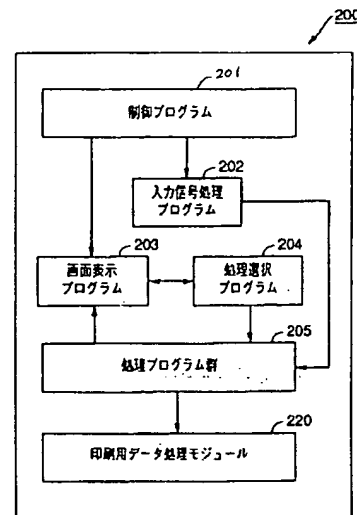 200
201
制御プログラム
202
入力信号処理
プログラム
203
画面表示
プログラム
204
処理選択
プログラム
205
処理プログラム群
220
印刷用データ処理モジュール